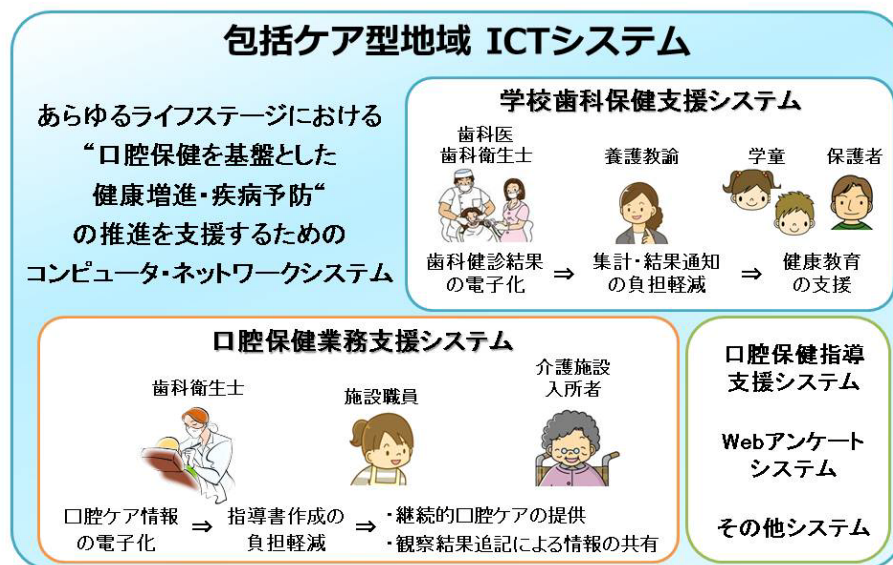 包括ケア型地域 ICTシステム
あらゆるライフステージにおける
“口腔保健を基盤とした
健康増進・疾病予防“
の推進を支援するための
コンピュータ・ネットワークシステム
学校歯科保健支援システム
歯科医
歯科衛生士
養護教諭
学童
保護者
歯科健診結果
の電子化
⇒
集計・結果通知
の負担軽減
⇒
健康教育
の支援
口腔保健業務支援システム
歯科衛生士
施設職員
介護施設
入所者
口腔ケア情報
の電子化
⇒
指導書作成の
負担軽減
⇒
・継続的口腔ケアの提供
・観察結果追記による情報の共有
口腔保健指導
支援システム
Webアンケート
システム
その他システム